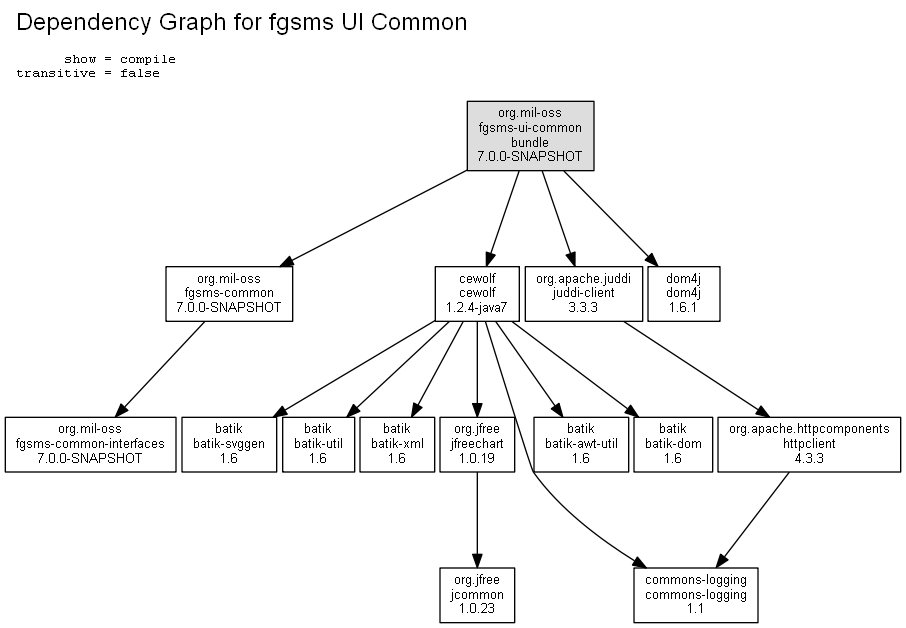 Dependency Graph for fgsms UI Common
show = compile
transitive = false
org.mil-oss
fgsms-ui-common
bundle
7.0.0-SNAPSHOT
org.mil-oss
fgsms-common
7.0.0-SNAPSHOT
cewolf
cewolf
1.2.4-java7
org.apache.juddi
juddi-client
3.3.3
dom4j
dom4j
1.6.1
org.mil-oss
fgsms-common-interfaces
7.0.0-SNAPSHOT
batik
batik-svggen
1.6
batik
batik-util
1.6
batik
batik-xml
1.6
org.jfree
jfreechart
1.0.19
batik
batik-awt-util
1.6
batik
batik-dom
1.6
org.apache.httpcomponents
httpclient
4.3.3
org.jfree
jcommon
1.0.23
commons-logging
commons-logging
1.1